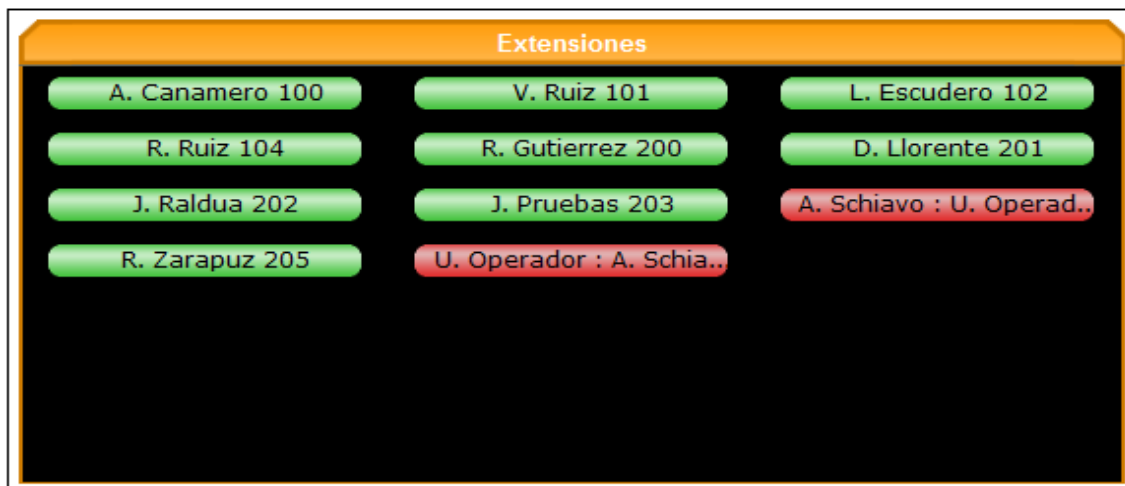 Extensiones
A. Canamero 100
V. Ruiz 101
L. Escudero 102
R. Ruiz 104
R. Gutierrez 200
D. Llorente 201
J. Raldua 202
J. Pruebas 203
A. Schiavo : U. Operad..
R. Zarapuz 205
U. Operador : A. Schia...